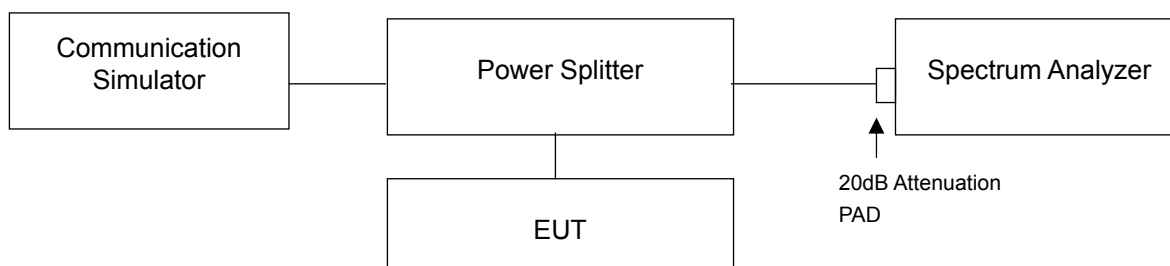 Communication
Simulator
Power Splitter
Spectrum Analyzer
20dB Attenuation
PAD
EUT